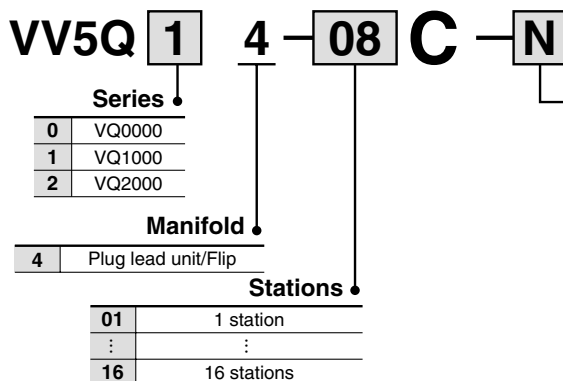 VV5Q 1 4 – 08 C – N
Series
0 VQ0000
1 VQ1000
2 VQ2000
Manifold
4 Plug lead unit/Flip
Stations
01 1 station
⋮ ⋮
16 16 stations